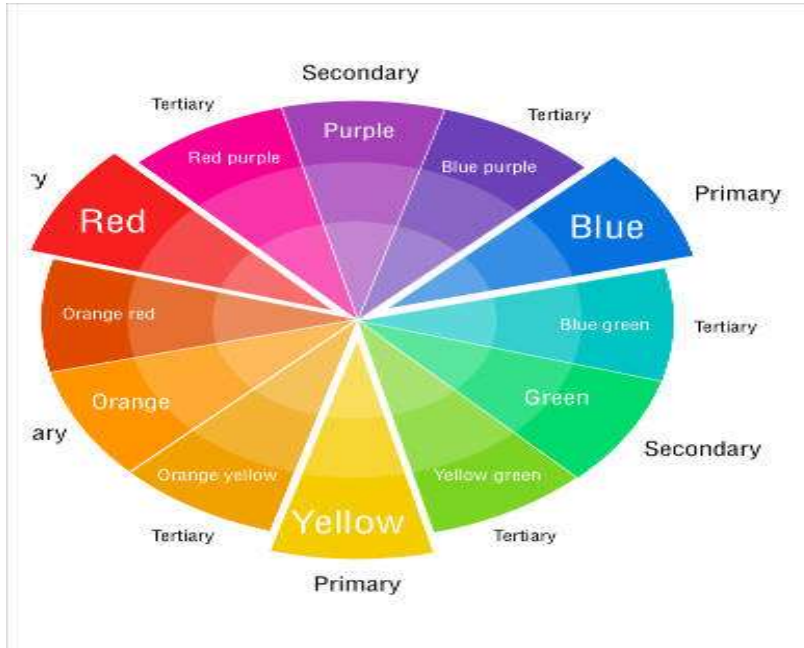 Secondary
Tertiary
Tertiary
Purple
Red purple
Blue purple
y
Primary
Red
Blue
Orange red
Blue green
Tertiary
Orange
Green
ary
Secondary
Orange yellow
Yellow green
Yellow
Tertiary
Tertiary
Primary